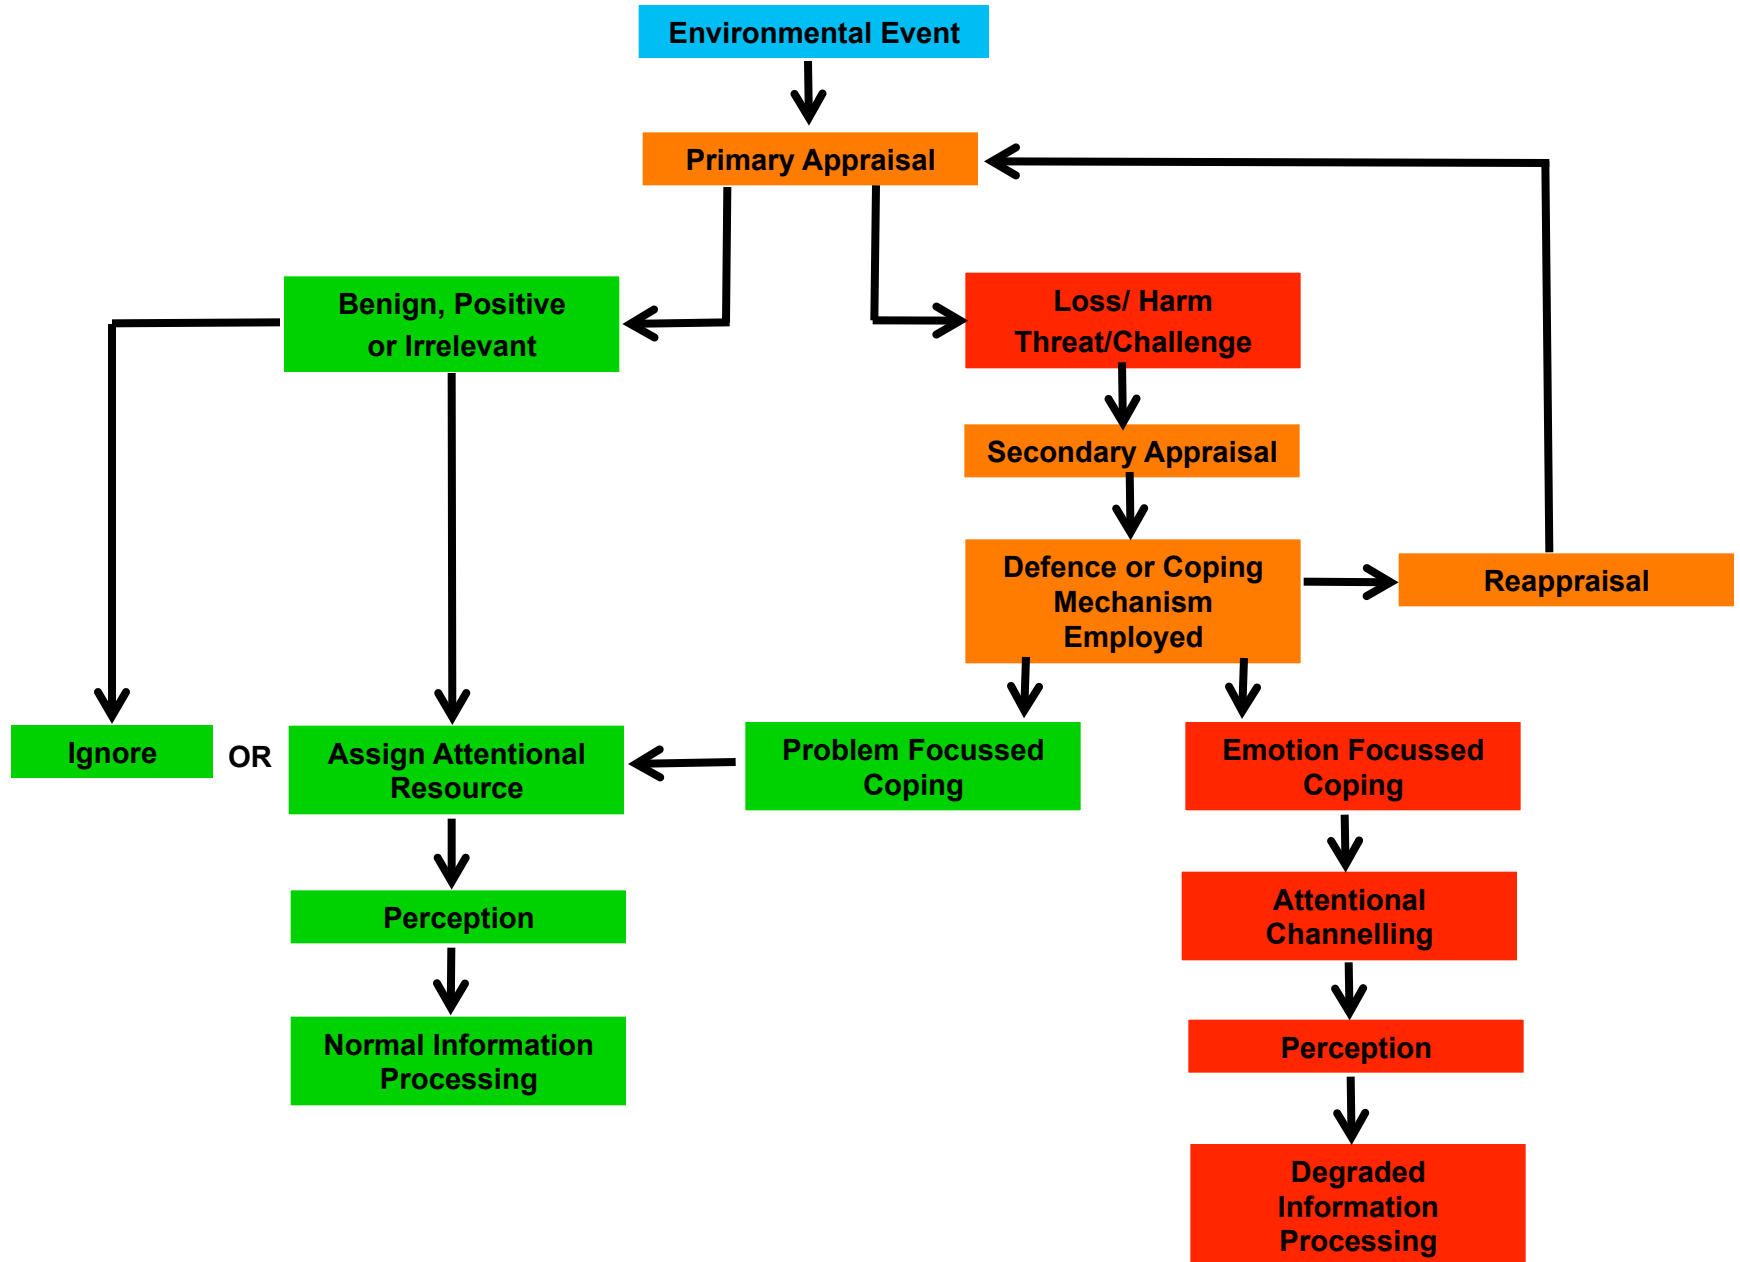 Environmental Event
Primary Appraisal
Benign, Positive
or Irrelevant
Loss/ Harm
Threat/Challenge
Secondary Appraisal
Defence or Coping
Mechanism
Employed
Reappraisal
Ignore
OR
Assign Attentional
Resource
Problem Focussed
Coping
Emotion Focussed
Coping
Perception
Attentional
Channelling
Normal Information
Processing
Perception
Degraded
Information
Processing